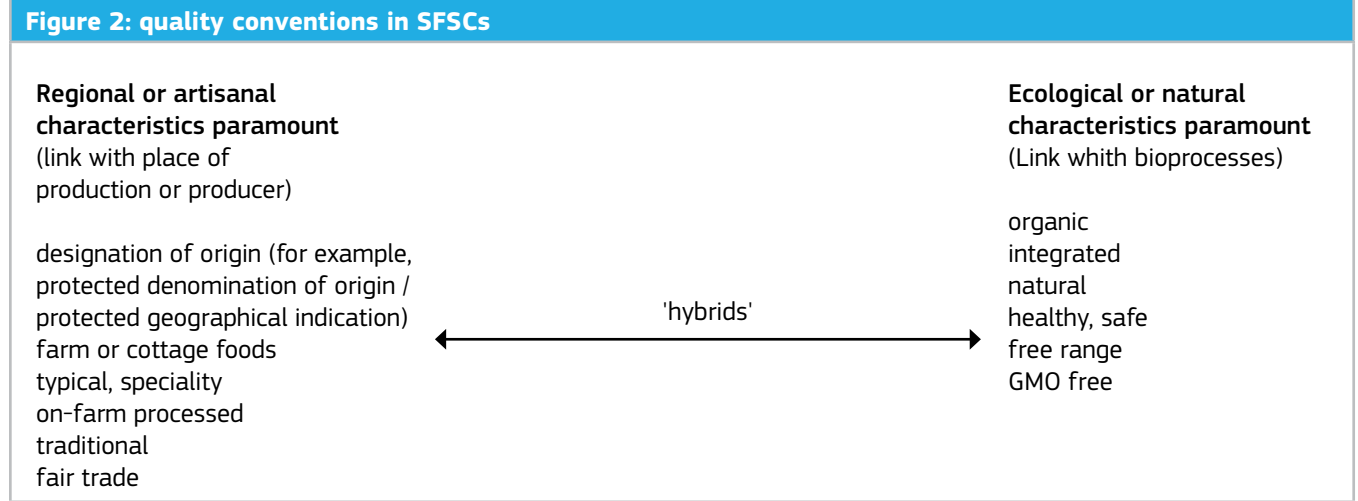 Figure 2: quality conventions in SFSCs
Regional or artisanal
characteristics paramount
(link with place of
production or producer)
designation of origin (for example,
protected denomination of origin /
protected geographical indication)
farm or cottage foods
typical, speciality
on-farm processed
traditional
fair trade
'hybrids'
Ecological or natural
characteristics paramount
(Link whith bioprocesses)
organic
integrated
natural
healthy, safe
free range
GMO free